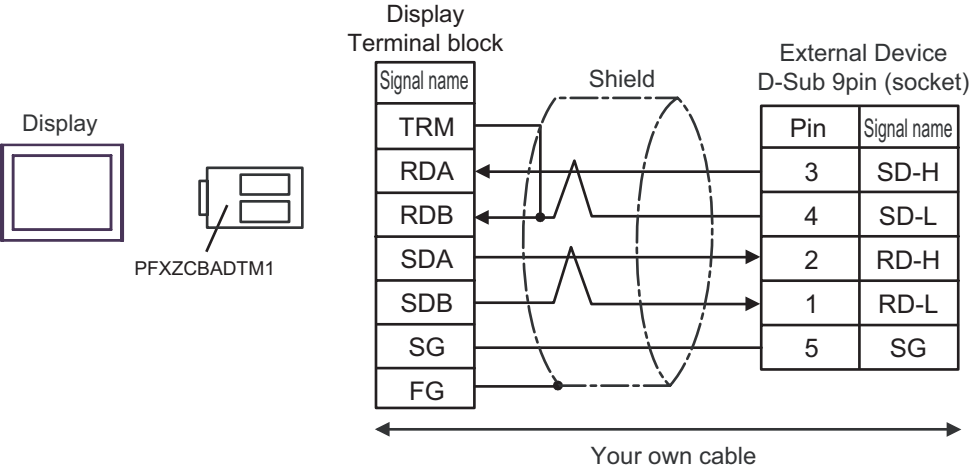 Display
Terminal block
External Device
D-Sub 9pin (socket)
Display
PFXZCBADTM1
Shield
Signal name
TRM
RDA
RDB
SDA
SDB
SG
FG
Pin Signal name
3 SD-H
4 SD-L
2 RD-H
1 RD-L
5 SG
Your own cable